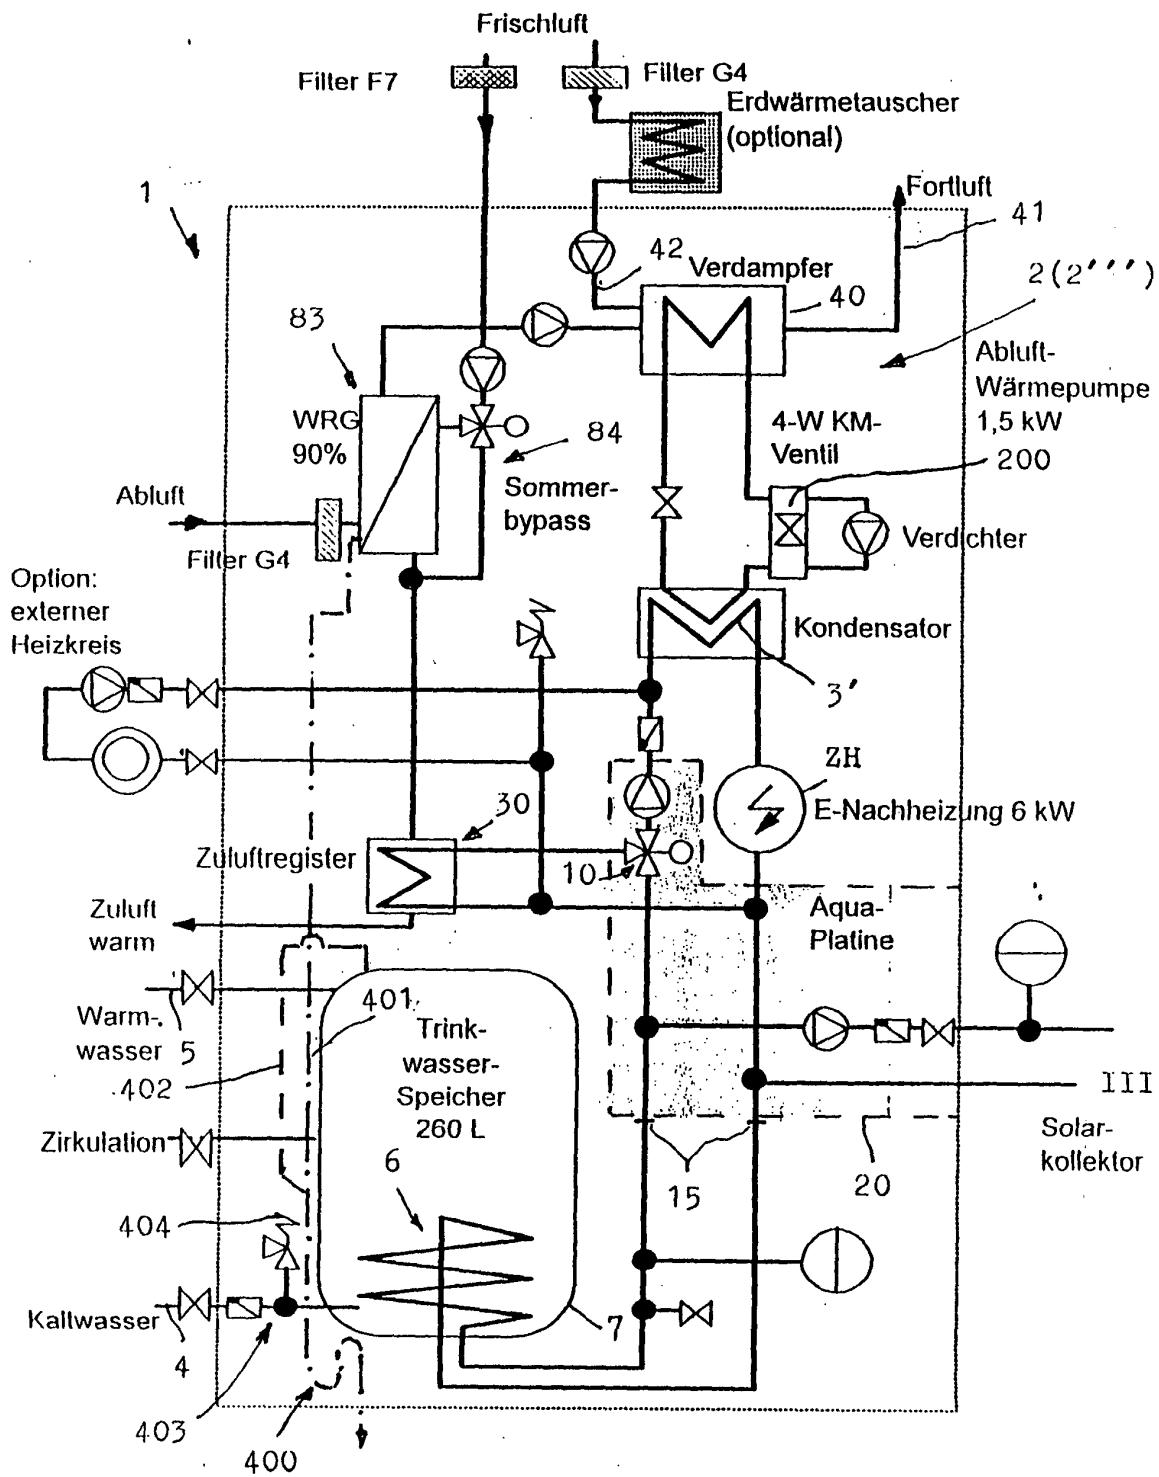 Frischluft
Filter F7
Filter G4
Erdwärmetauscher
(optional)
1
Fortluft
41
42
Verdampfer
2(2''')
40
83
Abluft-
Wärmepumpe
1,5 kW
WRG
90%
84
4-W KM-
Ventil
200
Abluft
Sommer-
bypass
Verdichter
Filter G4
Option:
externer
Heizkreis
Kondensator
3'
ZH
30
E-Nachheizung 6 kW
Zuluftregister
10
Zuluft
warm
Aqua-
Platine
401
Warm-
wasser 5
Trink-
wasser-
Speicher
260 L
402
III
Zirkulation
Solar-
kollektor
6
15
20
404
Kaltwasser
7
4
403
400